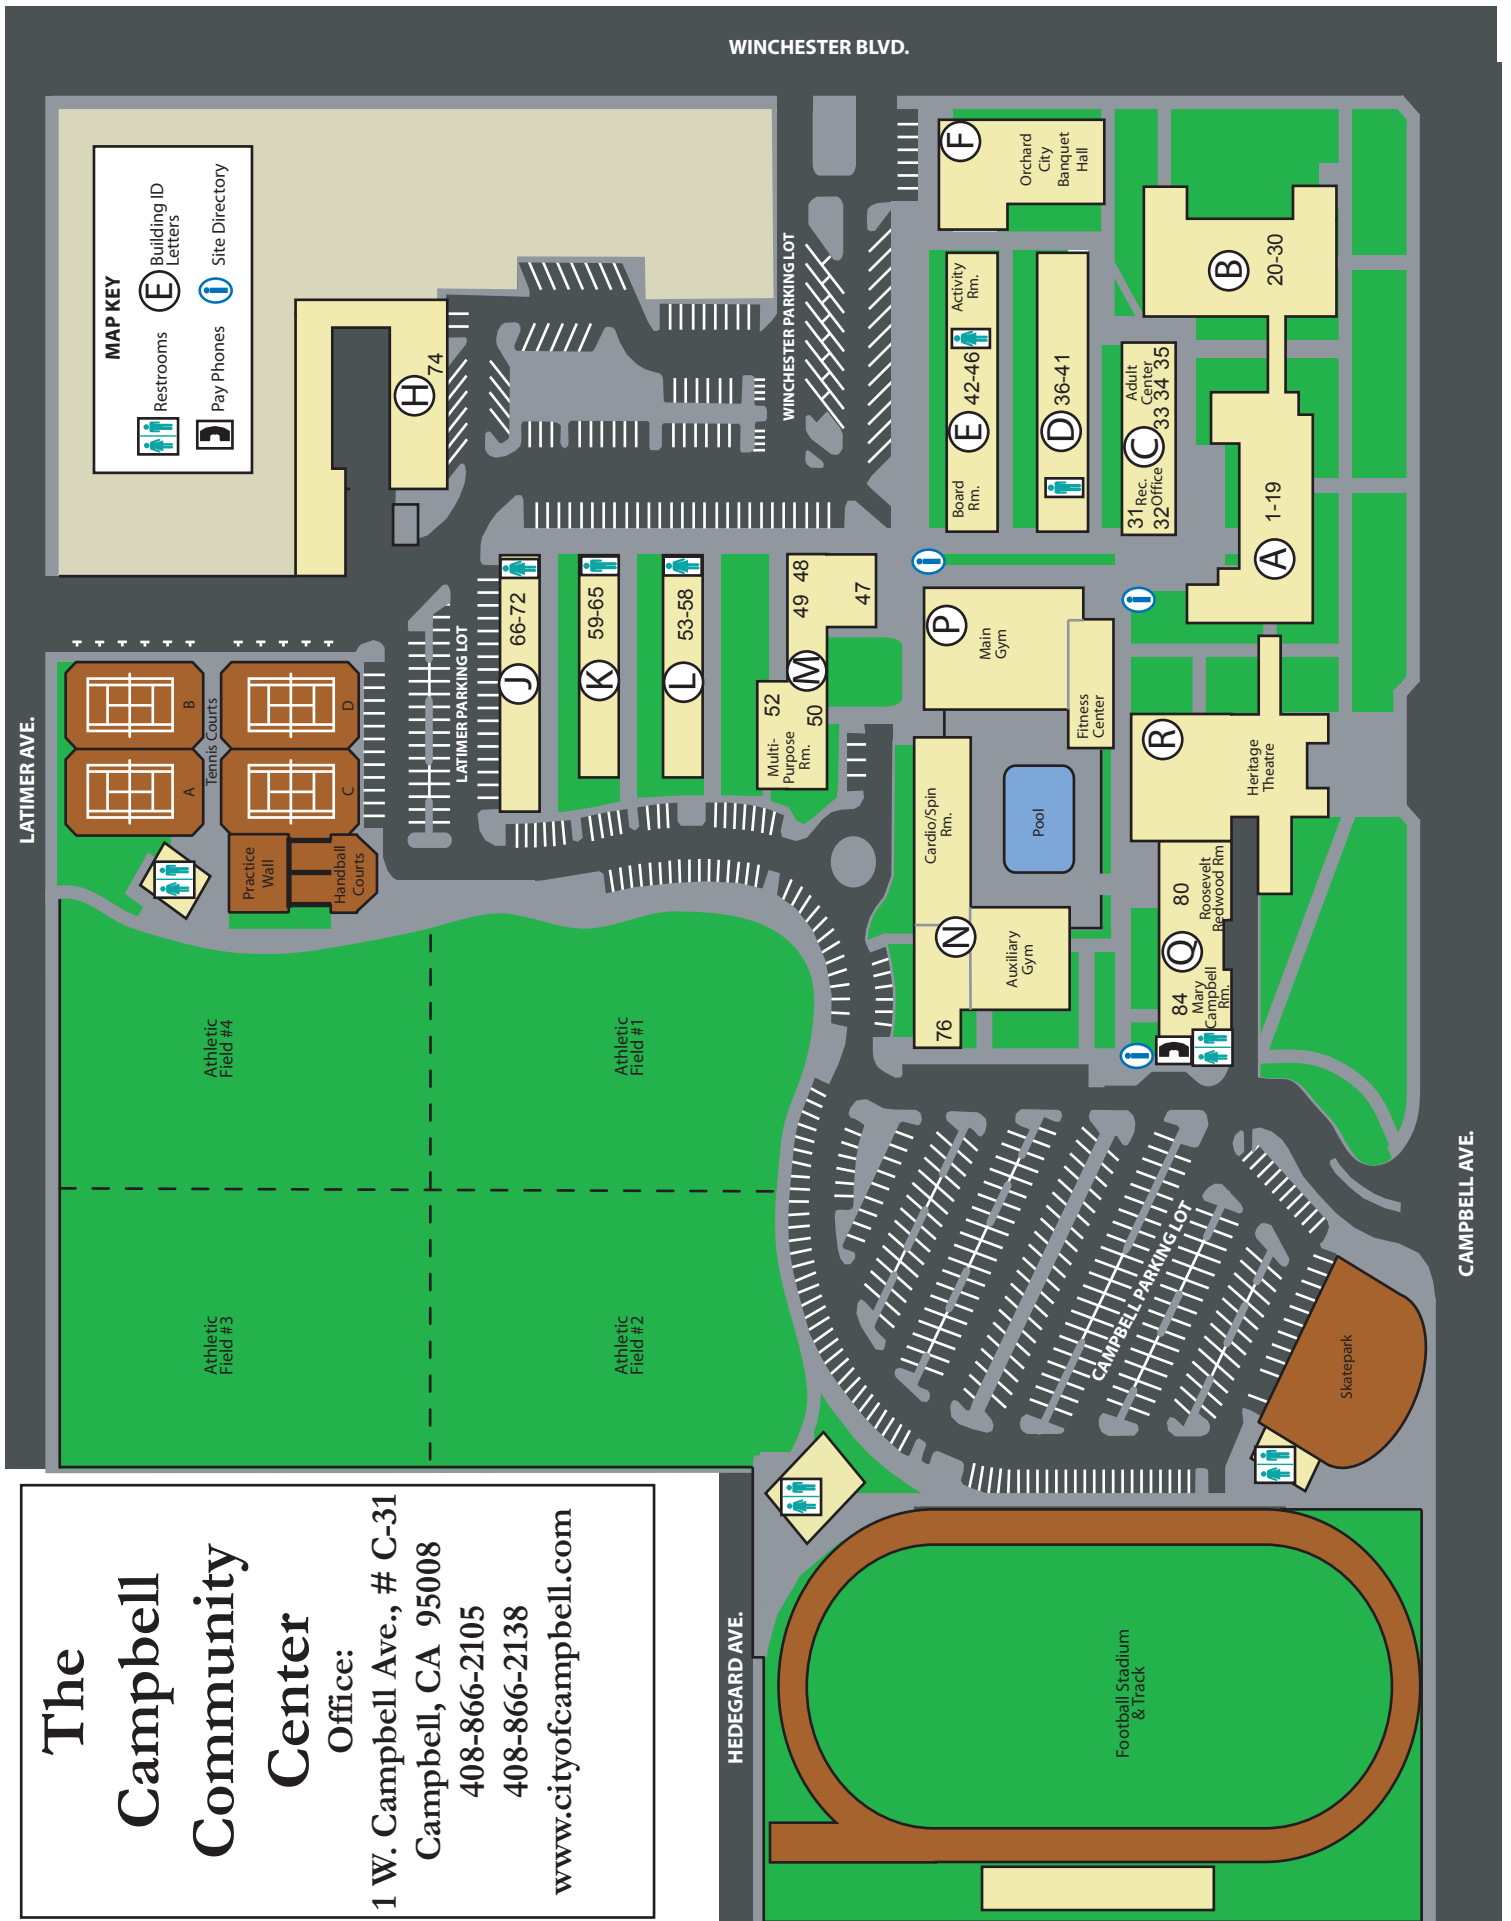 The
Campbell
Community
Center
Office:
1 W. Campbell Ave., # C-31
Campbell, CA 95008
408-866-2105
408-866-2138
www.cityofcampbell.com
LATIMER AVE.
WINCHESTER BLVD.
CAMPBELL AVE.
HEDEGARD AVE.
MAP KEY
Restrooms
E
Building ID
Letters
Pay Phones
i
Site Directory
H
74
WINCHESTER PARKING LOT
LATIMER PARKING LOT
CAMPBELL PARKING LOT
A
B
Tennis Courts
C
D
Practice
Wall
Handball
Courts
Athletic
Field #4
Athletic
Field #1
Athletic
Field #3
Athletic
Field #2
J
66-72
K
59-65
L
53-58
M
Multi-
Purpose
Rm.
52
50
49
48
47
F
Orchard
City
Banquet
Hall
Board
Rm.
E
42-46
Activity
Rm.
D
36-41
31
32
Rec.
Office
C
Adult
Center
33 34 35
B
20-30
A
1-19
i
i
P
Main
Gym
Fitness
Center
Cardio/Spin
Rm.
Pool
N
Auxiliary
Gym
76
R
Heritage
Theatre
Q
80
Roosevelt
Redwood Rm
84
Mary
Campbell
Rm.
i
Skatepark
Football Stadium
& Track